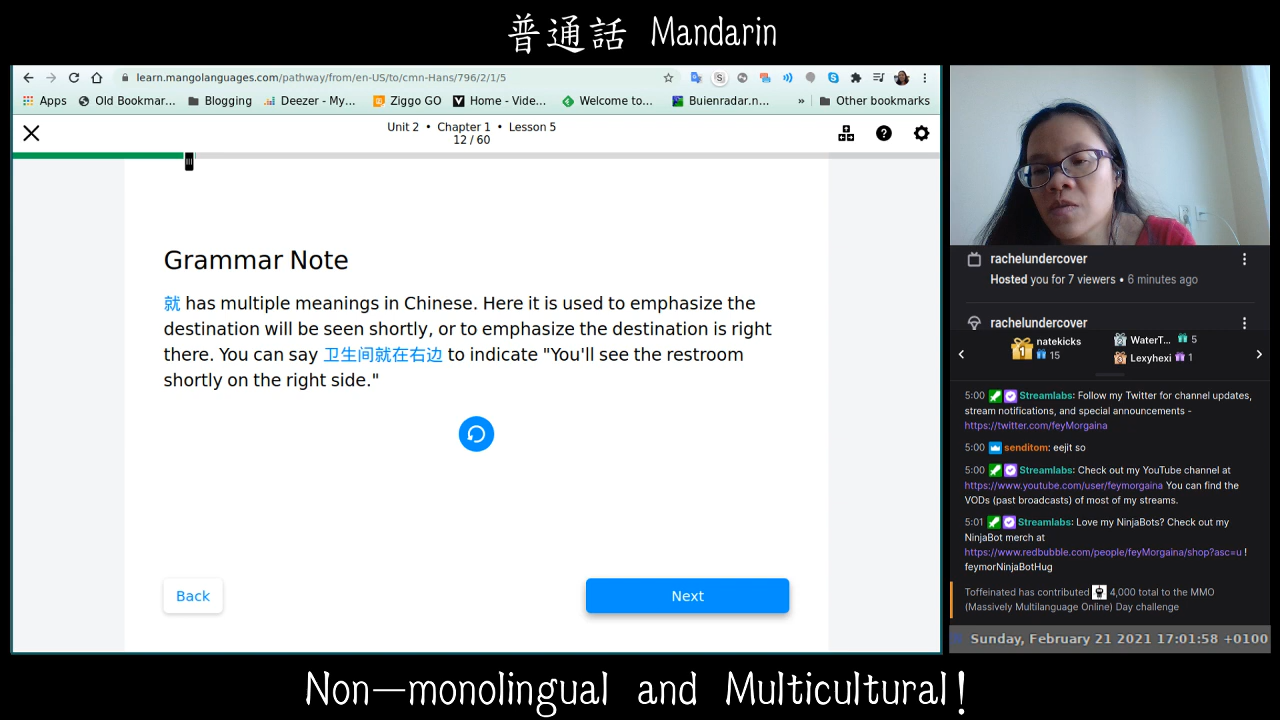 普通話 Mandarin
learn.mangolanguages.com/pathway/from/en-US/to/cmn-Hans/796/2/1/5
Apps Old Bookmar... Blogging Deezer - My... Ziggo GO Home - Vide... Welcome to... Buienradar.n... » Other bookmarks
Unit 2 • Chapter 1 • Lesson 5
12 / 60
Grammar Note
就 has multiple meanings in Chinese. Here it is used to emphasize the
destination will be seen shortly, or to emphasize the destination is right
there. You can say 卫生间就在右边 to indicate "You'll see the restroom
shortly on the right side."
Back
Next
rachelundercover
Hosted you for 7 viewers • 6 minutes ago
rachelundercover
1 natekicks
15
2 WaterT... 5
3 Lexyhexi 1
5:00 Streamlabs: Follow my Twitter for channel updates,
stream notifications, and special announcements -
https://twitter.com/feyMorgaina
5:00 senditom: eejit so
5:00 Streamlabs: Check out my YouTube channel at
https://www.youtube.com/user/feymorgaina You can find the
VODs (past broadcasts) of most of my streams.
5:01 Streamlabs: Love my NinjaBots? Check out my
NinjaBot merch at
https://www.redbubble.com/people/feyMorgaina/shop?asc=u !
feymorNinjaBotHug
Toffeinated has contributed 4,000 total to the MMO
(Massively Multilanguage Online) Day challenge
Sunday, February 21 2021 17:01:58 +0100
Non-monolingual and Multicultural!